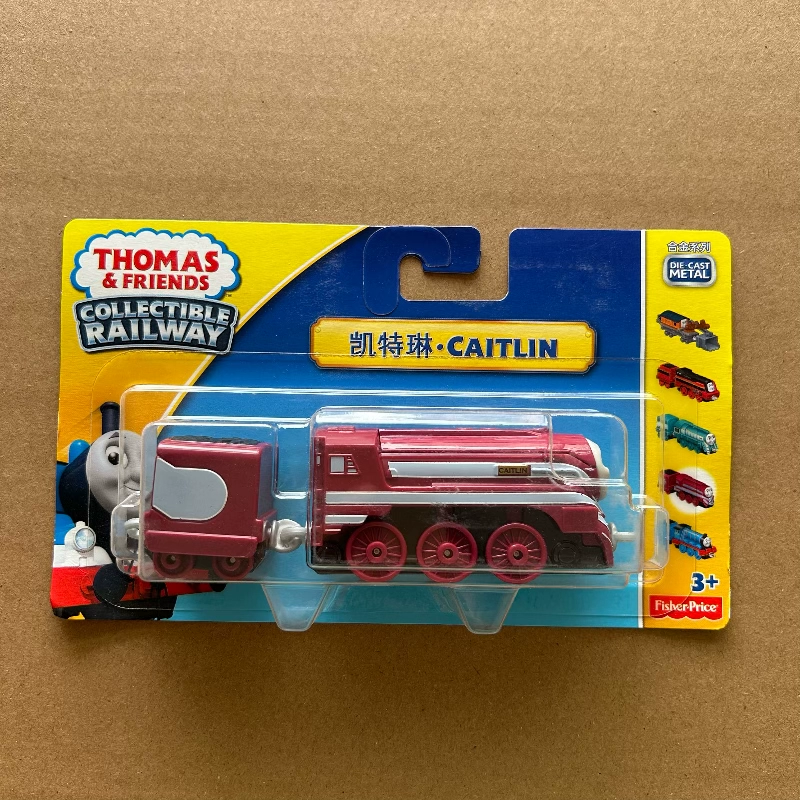 THOMAS
& FRIENDS
COLLECTIBLE
RAILWAY
凯特琳·CAITLIN
合金系列
DIE-CAST
METAL
CAITLIN
3+
Fisher-Price